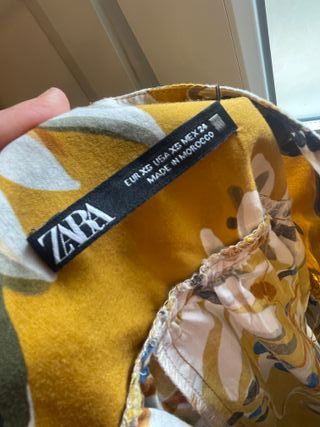 ZARA
EUR XS USA XS MEX 24
MADE IN MOROCCO